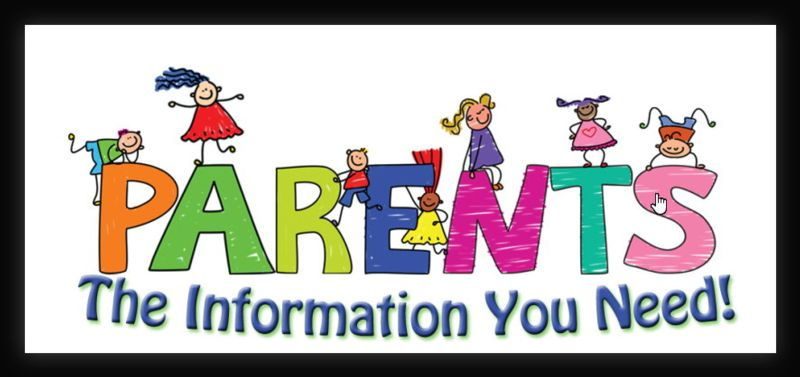 PARENTS
The Information You Need!